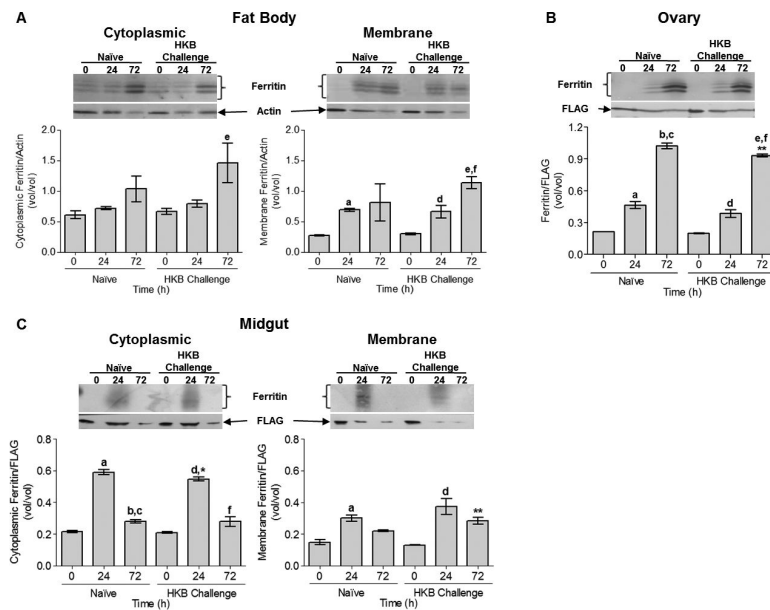 A
Fat Body
Cytoplasmic
Membrane
Naïve
HKB Challenge
0 24 72 0 24 72
Naïve
HKB Challenge
0 24 72 0 24 72
Ferritin
Actin
Cytoplasmic Ferritin/Actin (vol/vol)
2.0
1.5
1.0
0.5
0.0
e
0 24 72 0 24 72
Naïve HKB Challenge
Time (h)
Membrane Ferritin/Actin (vol/vol)
2.0
1.5
1.0
0.5
0.0
a d e,f
0 24 72 0 24 72
Naïve HKB Challenge
Time (h)
B
Ovary
Naïve
HKB Challenge
0 24 72 0 24 72
Ferritin
FLAG
Ferritin/FLAG (vol/vol)
1.2
0.9
0.6
0.3
0.0
a b,c d e,f
**
0 24 72 0 24 72
Naïve HKB Challenge
Time (h)
C
Midgut
Cytoplasmic
Membrane
Naïve
HKB Challenge
0 24 72 0 24 72
Naïve
HKB Challenge
0 24 72 0 24 72
Ferritin
FLAG
Cytoplasmic Ferritin/FLAG (vol/vol)
0.8
0.6
0.4
0.2
0.0
a b,c d,* f
0 24 72 0 24 72
Naïve HKB Challenge
Time (h)
Membrane Ferritin/FLAG (vol/vol)
0.8
0.6
0.4
0.2
0.0
a d **
0 24 72 0 24 72
Naïve HKB Challenge
Time (h)